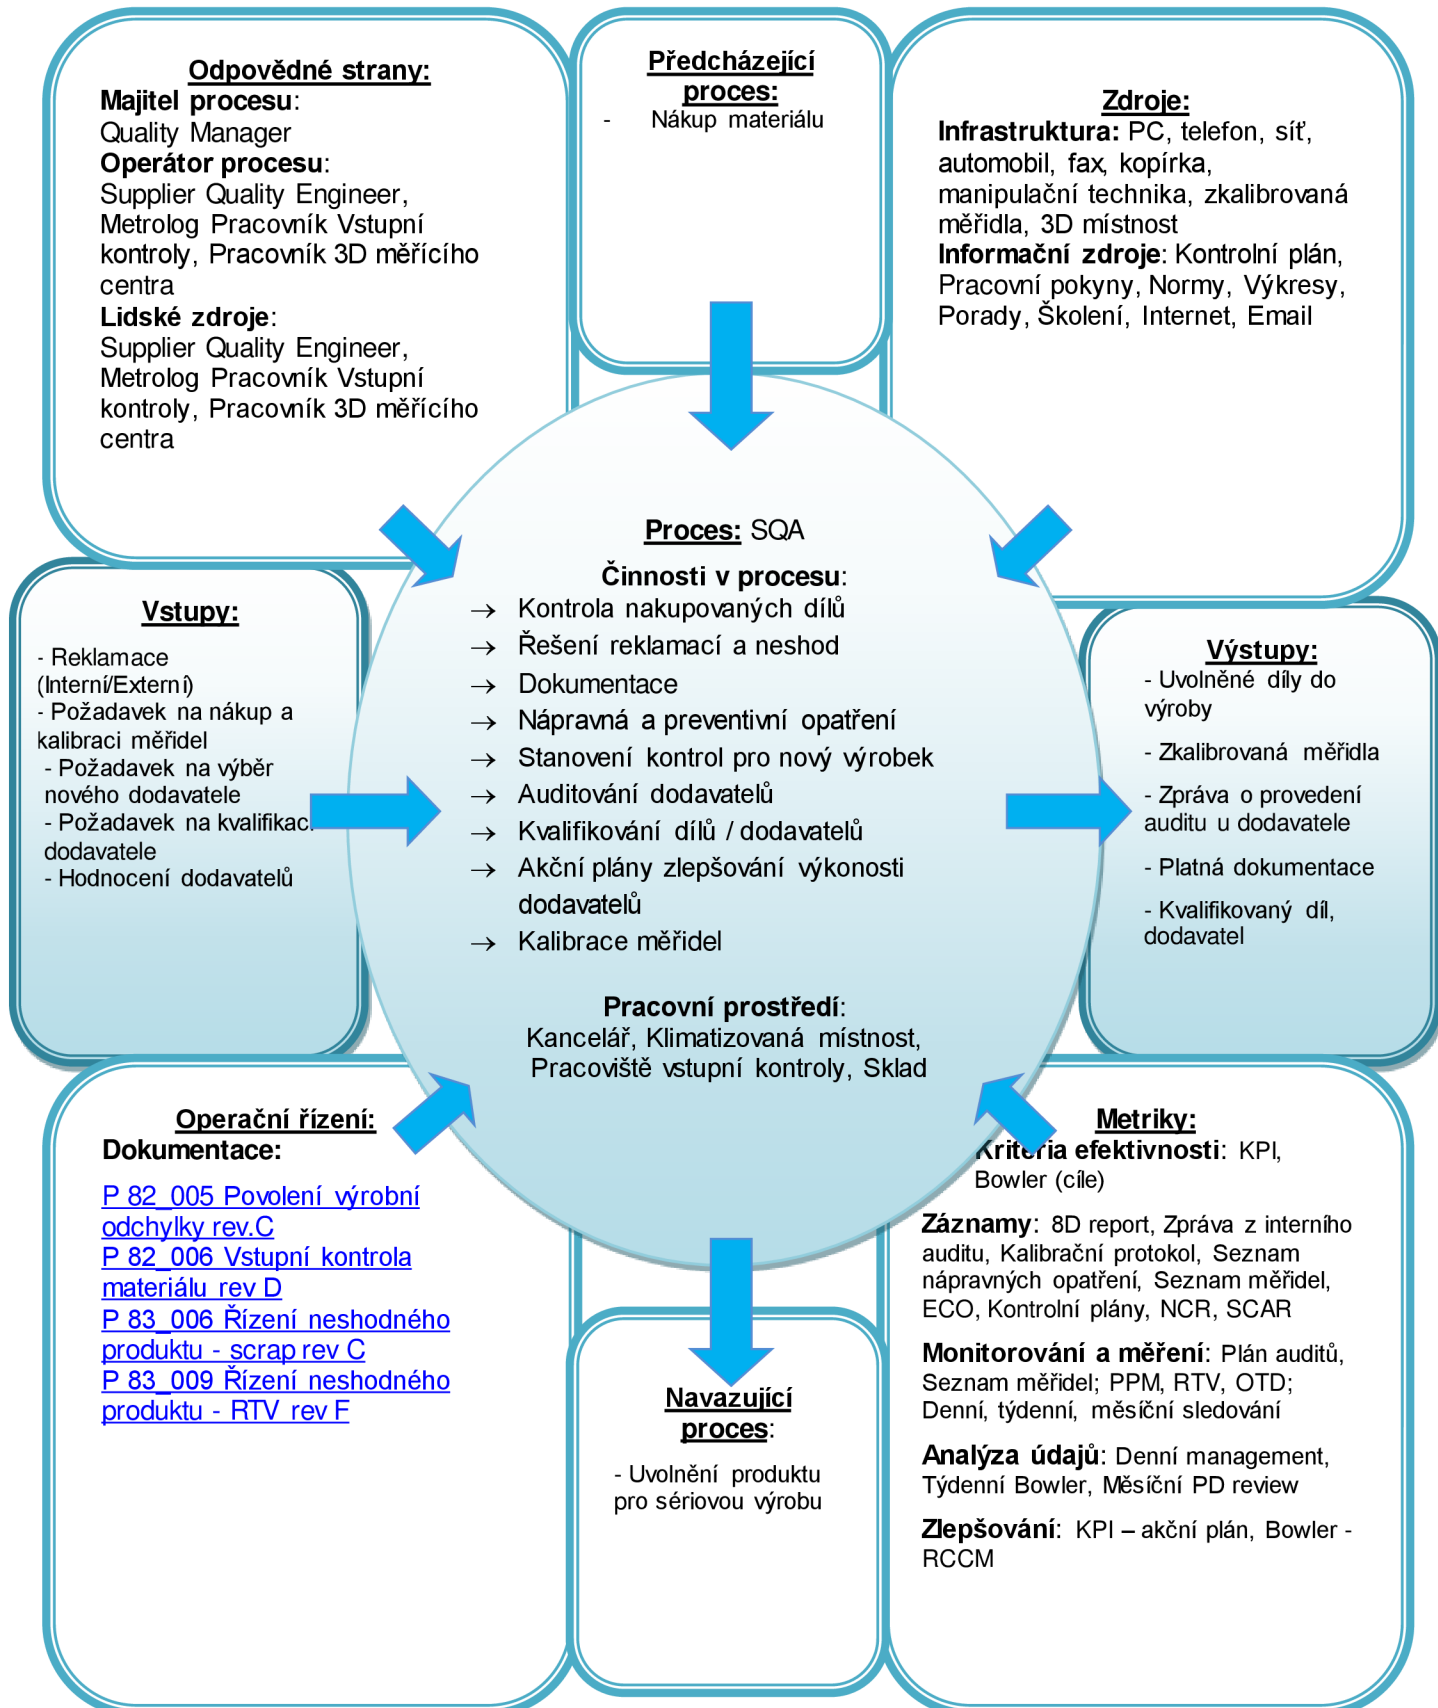 Odpovědné strany:
Majitel procesu:
Quality Manager
Operátor procesu:
Supplier Quality Engineer,
Metrolog Pracovník Vstupní
kontroly, Pracovník 3D měřícího
centra
Lidské zdroje:
Supplier Quality Engineer,
Metrolog Pracovník Vstupní
kontroly, Pracovník 3D měřícího
centra
Předcházející
proces:
- Nákup materiálu
Zdroje:
Infrastruktura: PC, telefon, síť,
automobil, fax, kopírka,
manipulační technika, zkalibrovaná
měřidla, 3D místnost
Informační zdroje: Kontrolní plán,
Pracovní pokyny, Normy, Výkresy,
Porady, Školení, Internet, Email
Vstupy:
- Reklamace
(Interní/Externí)
- Požadavek na nákup a
kalibraci měřidel
- Požadavek na výběr
nového dodavatele
- Požadavek na kvalifikaci
dodavatele
- Hodnocení dodavatelů
Proces: SQA
Činnosti v procesu:
→ Kontrola nakupovaných dílů
→ Řešení reklamací a neshod
→ Dokumentace
→ Nápravná a preventivní opatření
→ Stanovení kontrol pro nový výrobek
→ Auditování dodavatelů
→ Kvalifikování dílů / dodavatelů
→ Akční plány zlepšování výkonosti
dodavatelů
→ Kalibrace měřidel
Pracovní prostředí:
Kancelář, Klimatizovaná místnost,
Pracoviště vstupní kontroly, Sklad
Výstupy:
- Uvolněné díly do
výroby
- Zkalibrovaná měřidla
- Zpráva o provedení
auditu u dodavatele
- Platná dokumentace
- Kvalifikovaný díl,
dodavatel
Operační řízení:
Dokumentace:
P 82_005 Povolení výrobní
odchylky rev.C
P 82_006 Vstupní kontrola
materiálu rev D
P 83_006 Řízení neshodného
produktu - scrap rev C
P 83_009 Řízení neshodného
produktu - RTV rev F
Navazující
proces:
- Uvolnění produktu
pro sériovou výrobu
Metriky:
Kritéria efektivnosti: KPI,
Bowler (cíle)
Záznamy: 8D report, Zpráva z interního
auditu, Kalibrační protokol, Seznam
nápravných opatření, Seznam měřidel,
ECO, Kontrolní plány, NCR, SCAR
Monitorování a měření: Plán auditů,
Seznam měřidel; PPM, RTV, OTD;
Denní, týdenní, měsíční sledování
Analýza údajů: Denní management,
Týdenní Bowler, Měsíční PD review
Zlepšování: KPI – akční plán, Bowler -
RCCM